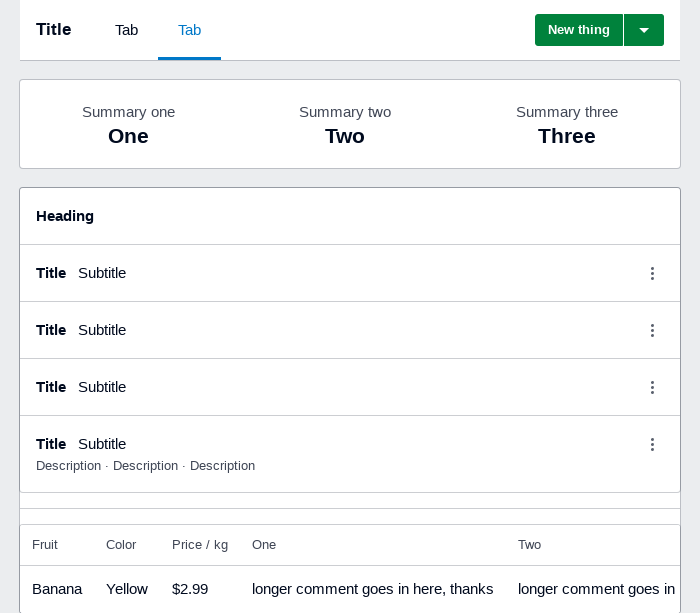 Title Tab Tab New thing
Summary one Summary two Summary three
One Two Three
Heading
Title Subtitle
Title Subtitle
Title Subtitle
Title Subtitle
Description · Description · Description
Fruit Color Price / kg One Two
Banana Yellow $2.99 longer comment goes in here, thanks longer comment goes in